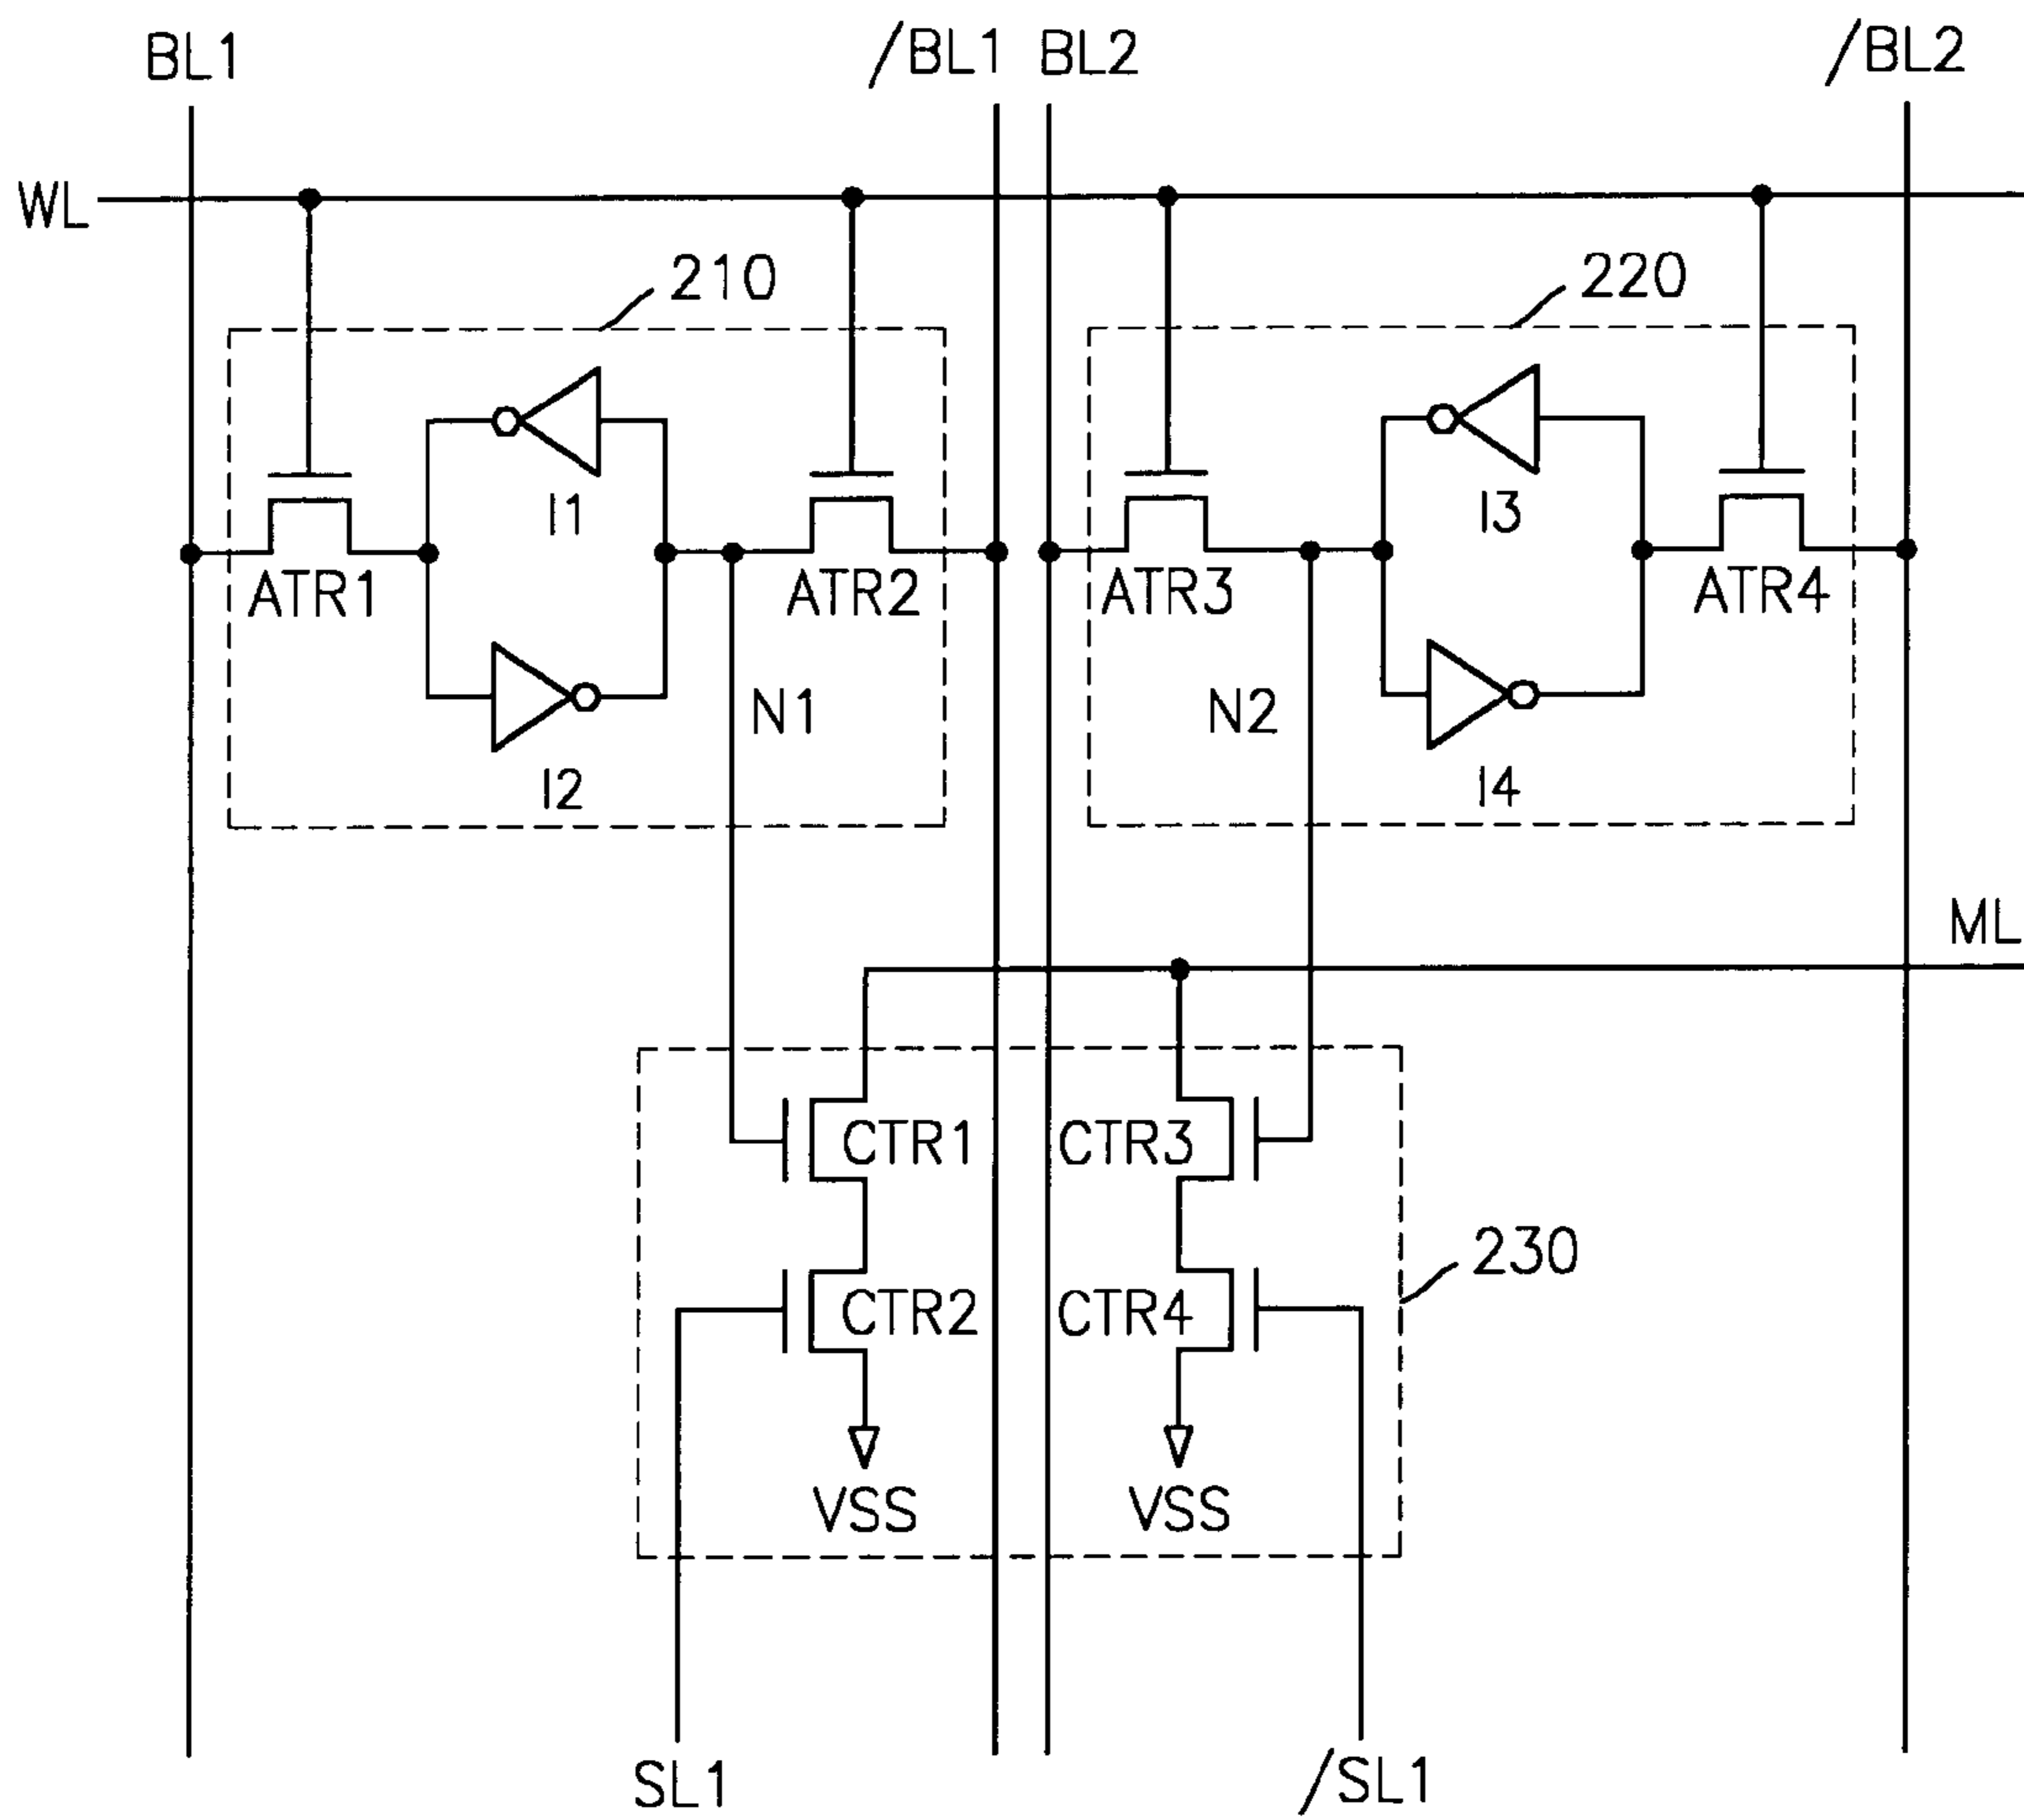 BL1
/BL1
BL2
/BL2
WL
210
220
I1
I3
ATR1
ATR2
ATR3
ATR4
N1
N2
I2
I4
ML
CTR1
CTR3
230
CTR2
CTR4
VSS
VSS
SL1
/SL1